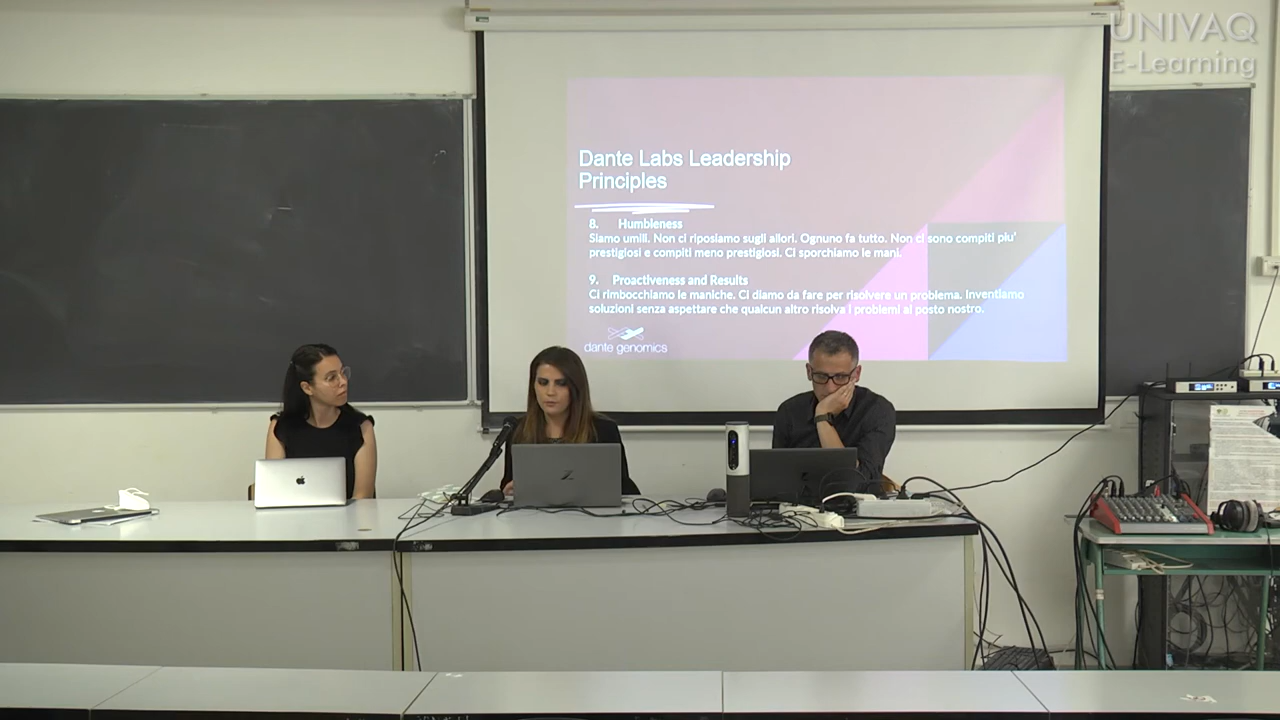 UNIVAQ
E-Learning
Dante Labs Leadership
Principles
8. Humbleness
Siamo umili. Non ci riposiamo sugli allori. Ognuno fa tutto. Non ci sono compiti piu'
prestigiosi e compiti meno prestigiosi. Ci sporchiamo le mani.
9. Proactiveness and Results
Ci rimbocchiamo le maniche. Ci diamo da fare per risolvere un problema. Inventiamo
soluzioni senza aspettare che qualcun altro risolva i problemi al posto nostro.
dante genomics